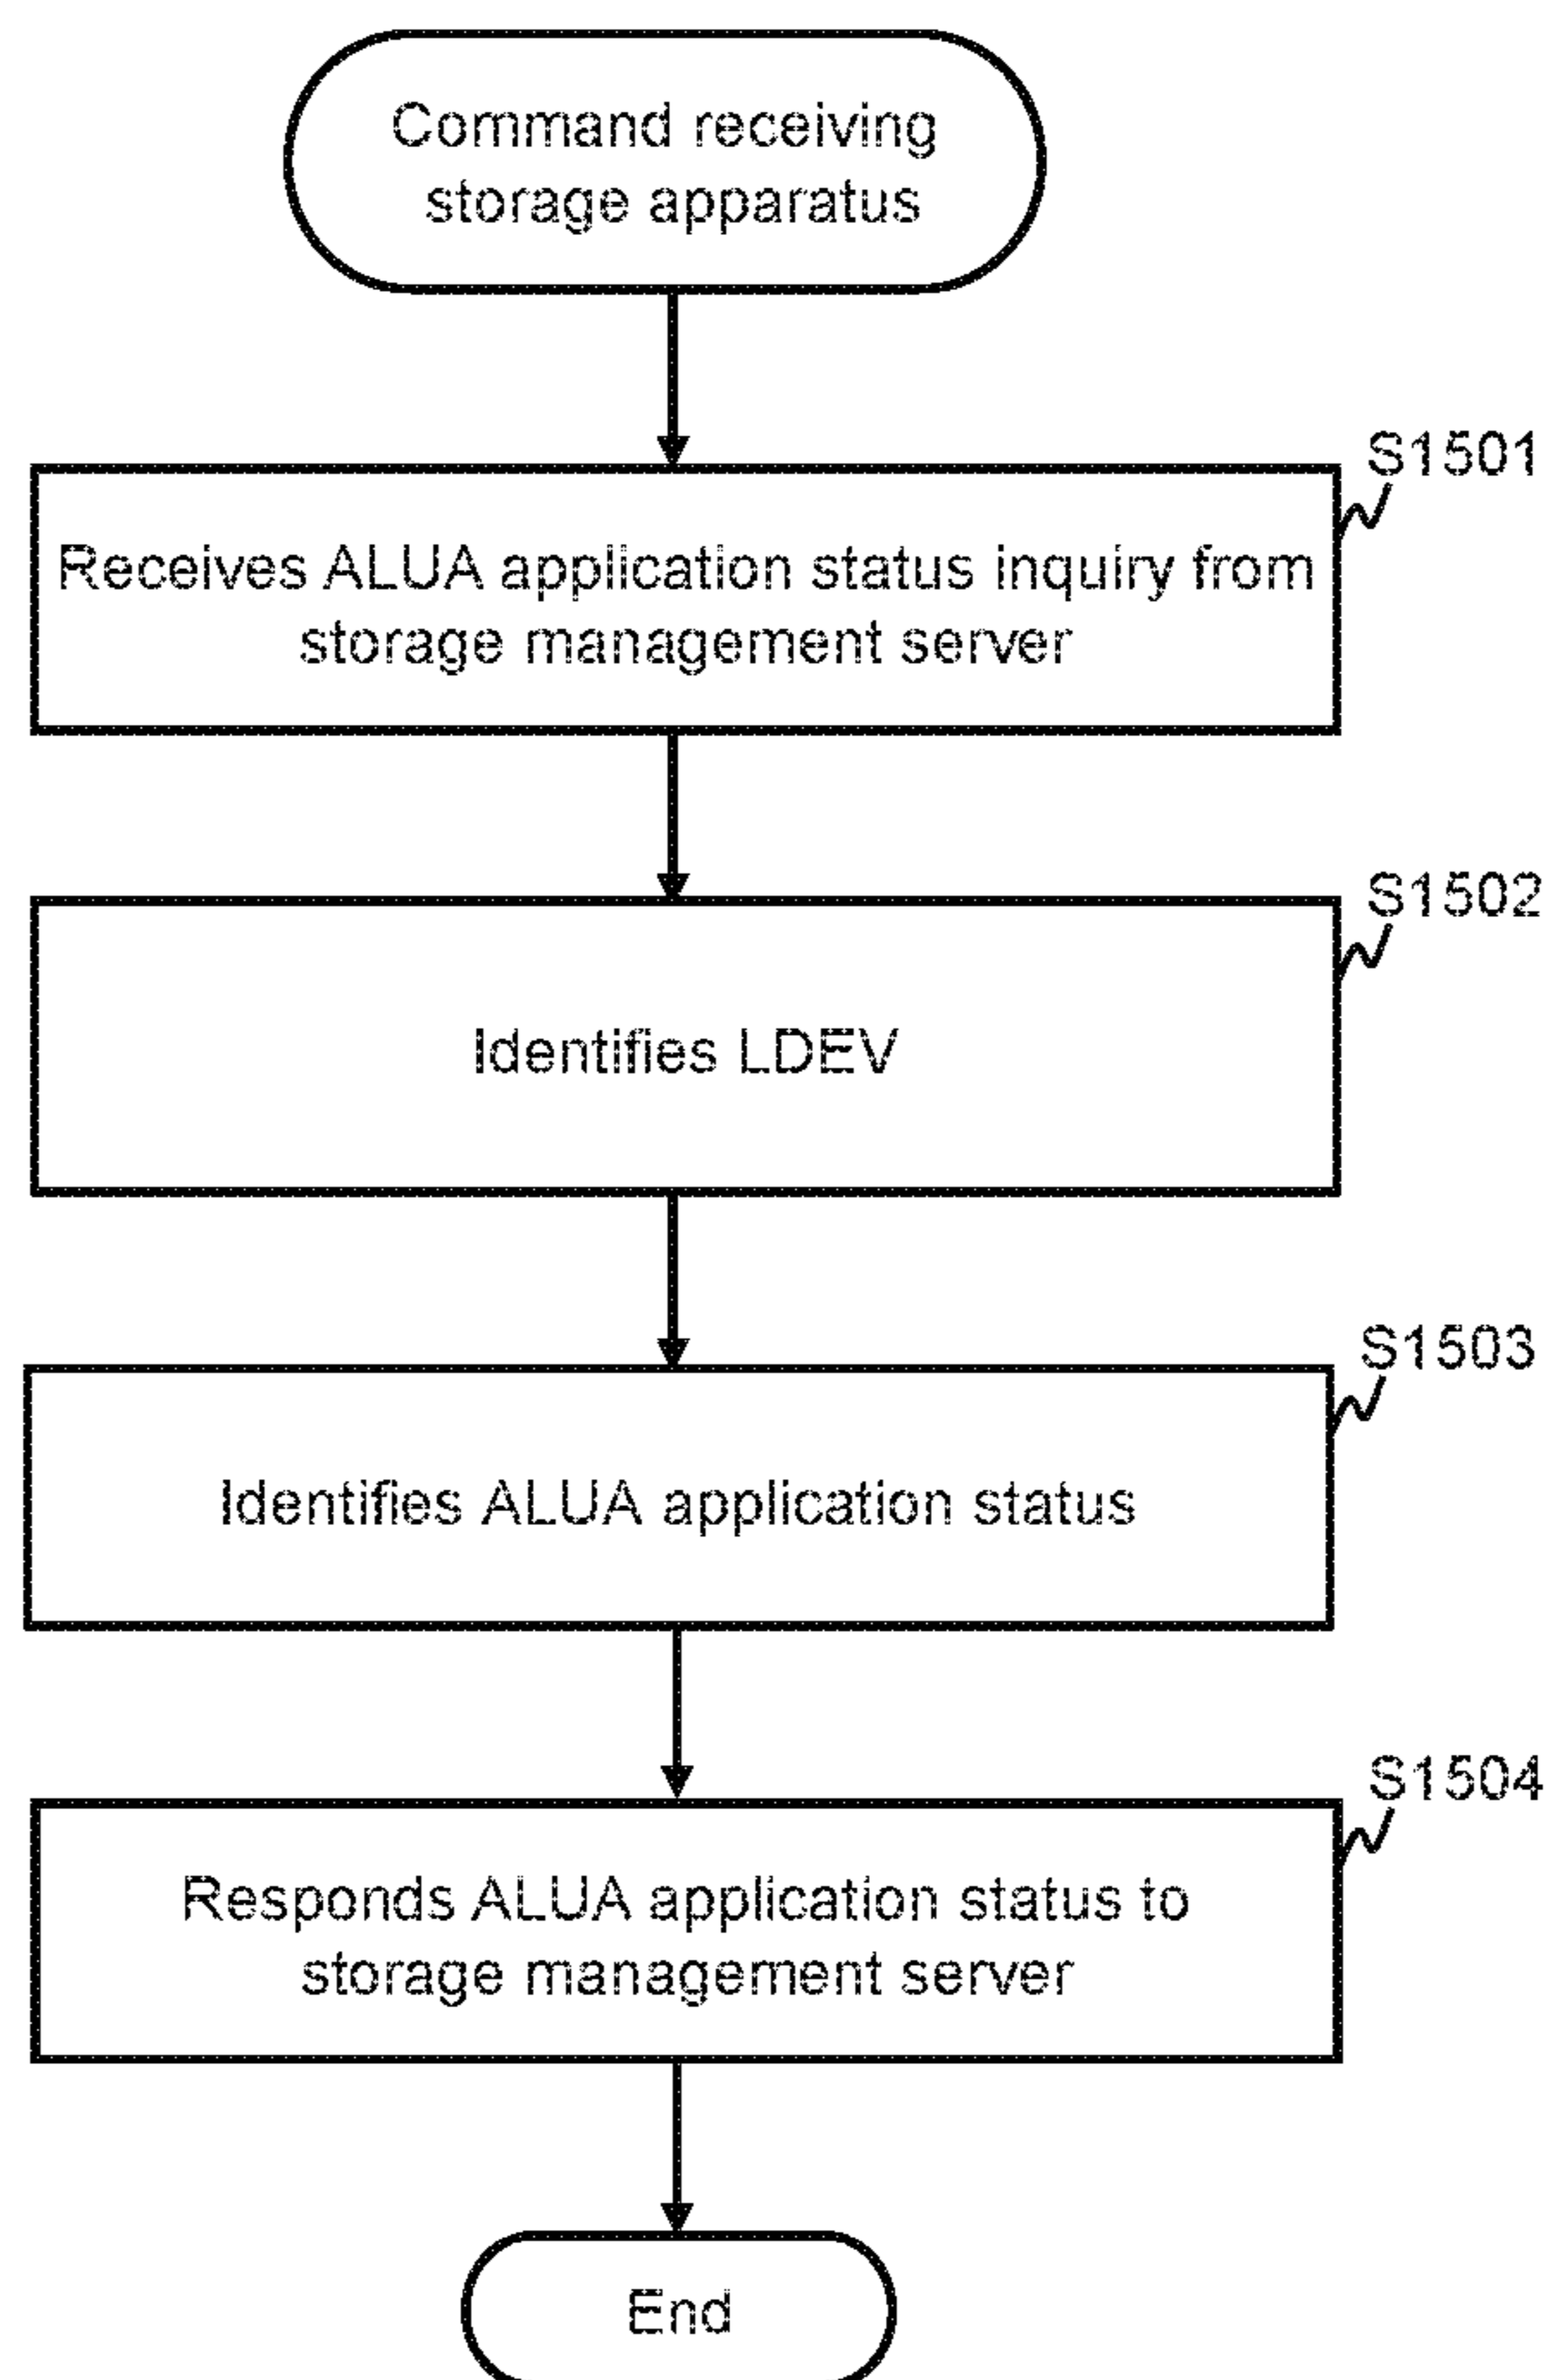 Command receiving
storage apparatus
S1501
Receives ALUA application status inquiry from
storage management server
S1502
Identifies LDEV
S1503
Identifies ALUA application status
S1504
Responds ALUA application status to
storage management server
End